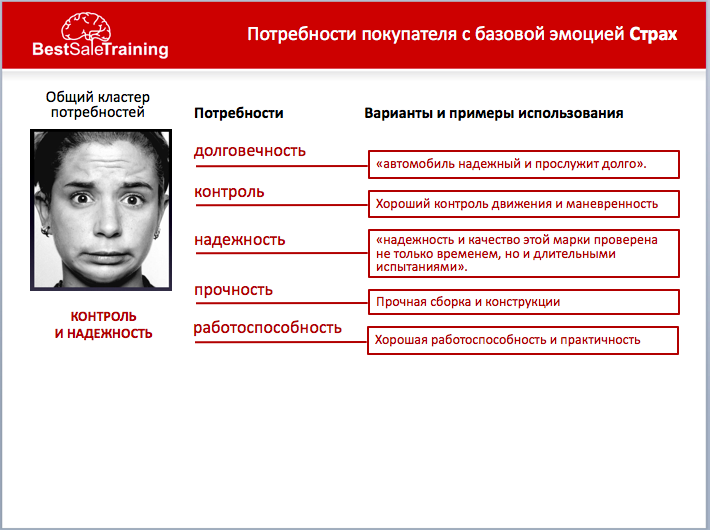 BestSaleTraining
Потребности покупателя с базовой эмоцией Страх
Общий кластер
потребностей
Потребности
Варианты и примеры использования
долговечность
«автомобиль надежный и прослужит долго».
контроль
Хороший контроль движения и маневренность
надежность
«надежность и качество этой марки проверена
не только временем, но и длительными
испытаниями».
прочность
Прочная сборка и конструкции
работоспособность
Хорошая работоспособность и практичность
КОНТРОЛЬ
И НАДЕЖНОСТЬ